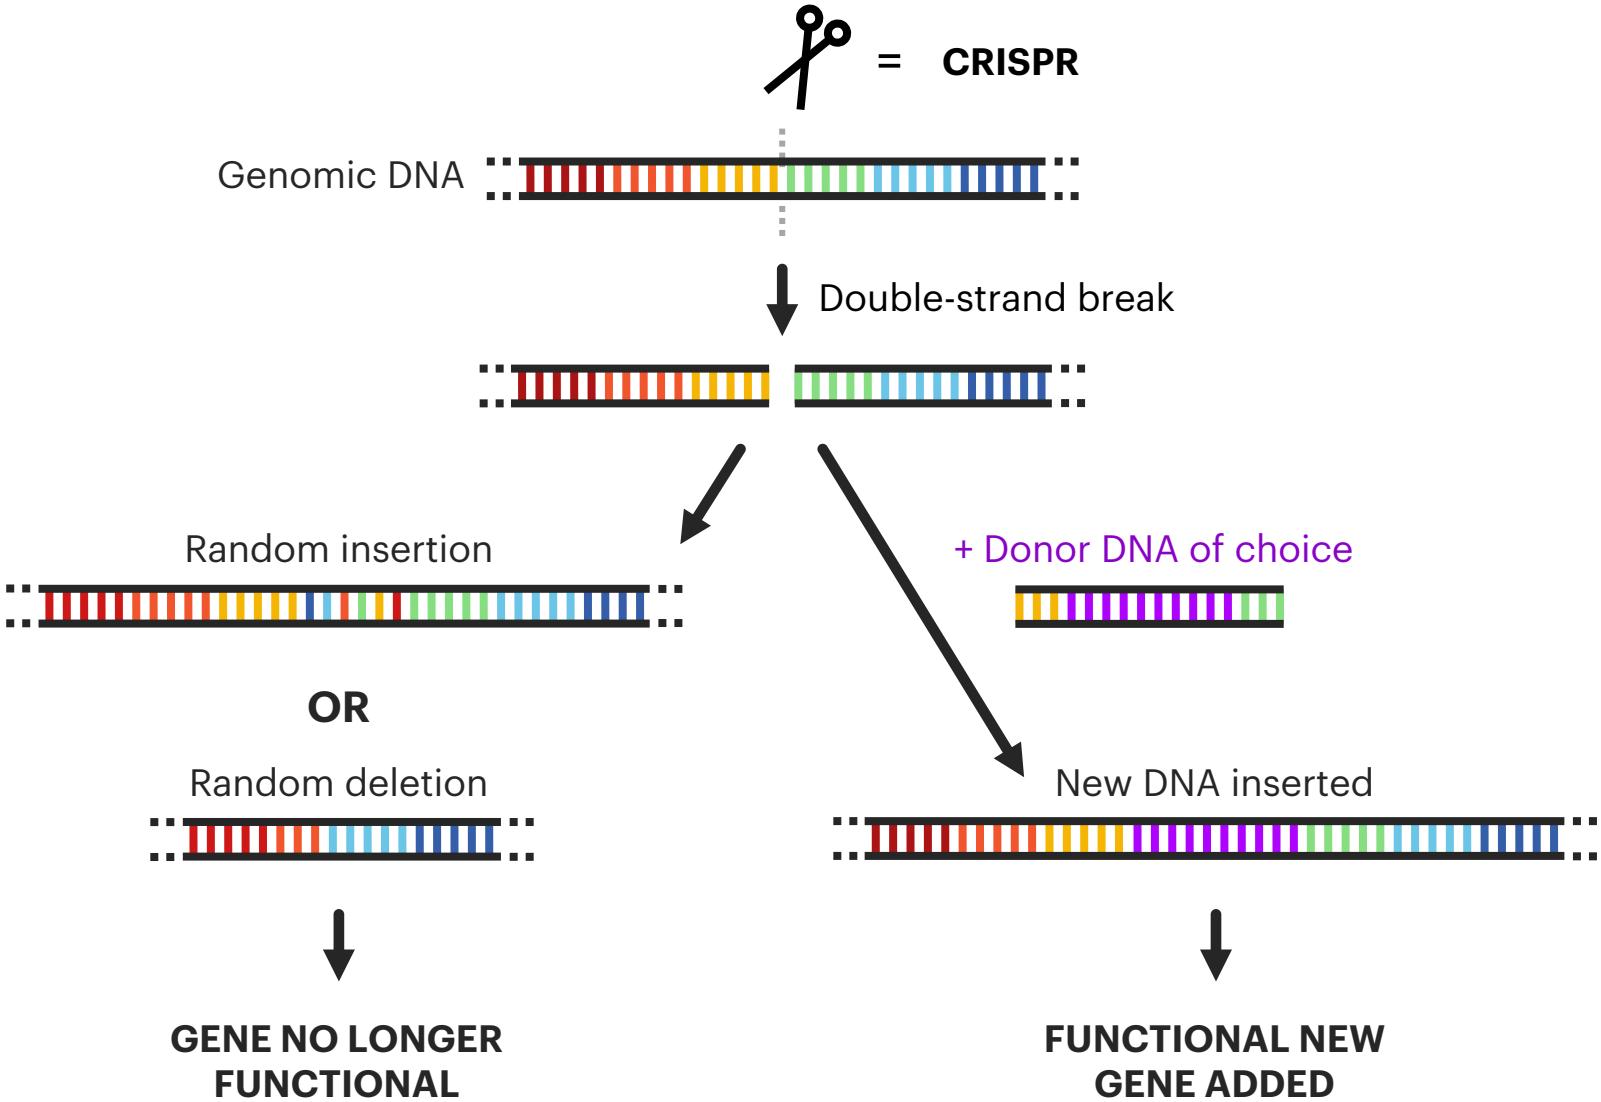 = CRISPR
Genomic DNA
Double-strand break
Random insertion
+ Donor DNA of choice
OR
Random deletion
New DNA inserted
GENE NO LONGER
FUNCTIONAL
FUNCTIONAL NEW
GENE ADDED